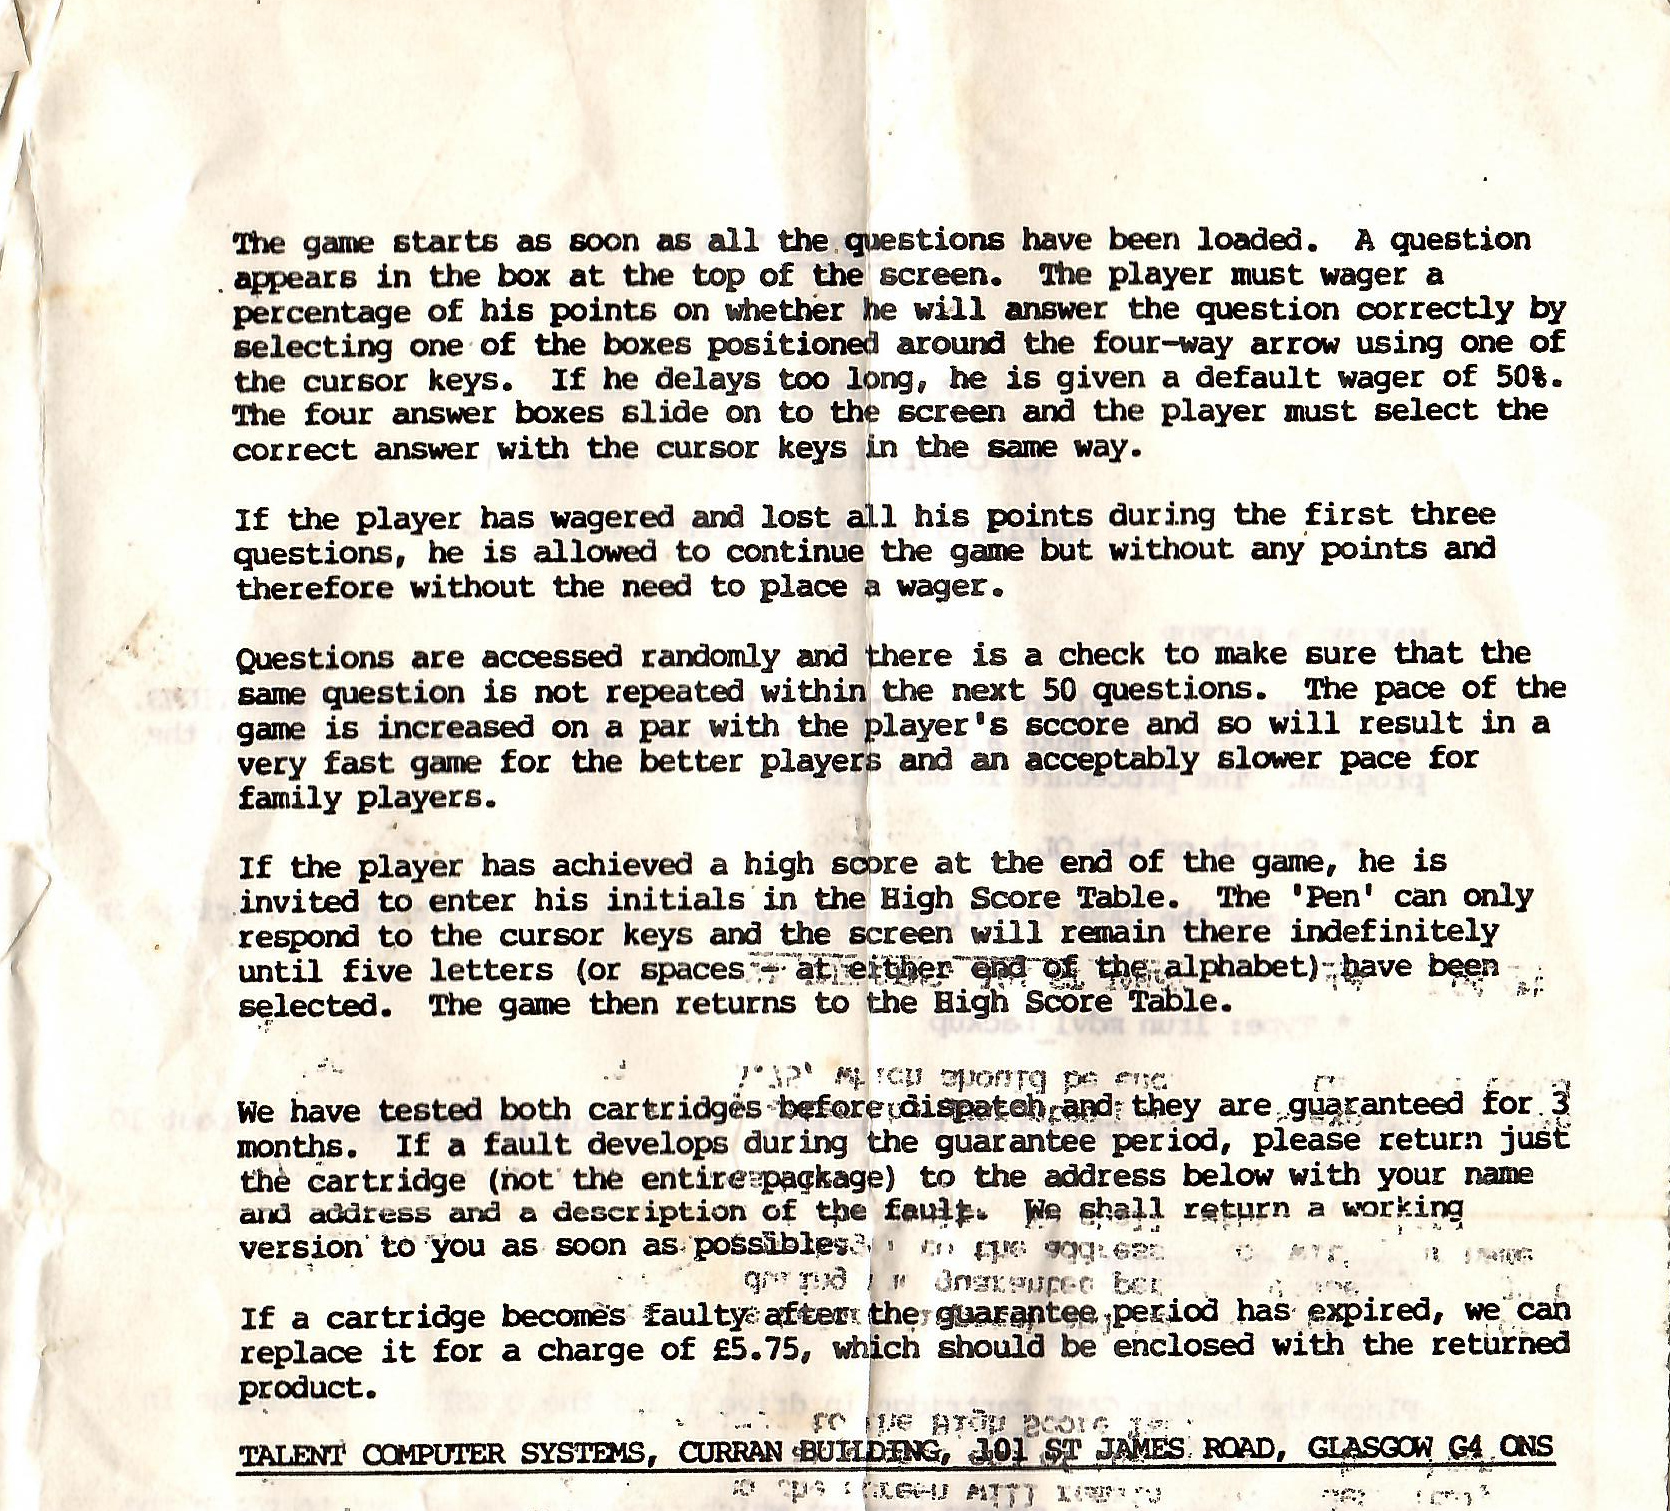 The game starts as soon as all the questions have been loaded. A question
appears in the box at the top of the screen. The player must wager a
percentage of his points on whether he will answer the question correctly by
selecting one of the boxes positioned around the four-way arrow using one of
the cursor keys. If he delays too long, he is given a default wager of 50%.
The four answer boxes slide on to the screen and the player must select the
correct answer with the cursor keys in the same way.
If the player has wagered and lost all his points during the first three
questions, he is allowed to continue the game but without any points and
therefore without the need to place a wager.
Questions are accessed randomly and there is a check to make sure that the
same question is not repeated within the next 50 questions. The pace of the
game is increased on a par with the player's sccore and so will result in a
very fast game for the better players and an acceptably slower pace for
family players.
If the player has achieved a high score at the end of the game, he is
invited to enter his initials in the High Score Table. The 'Pen' can only
respond to the cursor keys and the screen will remain there indefinitely
until five letters (or spaces - at either end of the alphabet) have been
selected. The game then returns to the High Score Table.
We have tested both cartridges before dispatch and they are guaranteed for 3
months. If a fault develops during the guarantee period, please return just
the cartridge (not the entire package) to the address below with your name
and address and a description of the fault. We shall return a working
version to you as soon as possible.
If a cartridge becomes faulty after the guarantee period has expired, we can
replace it for a charge of £5.75, which should be enclosed with the returned
product.
TALENT COMPUTER SYSTEMS, CURRAN BUILDING, 101 ST JAMES ROAD, GLASGOW G4 ONS